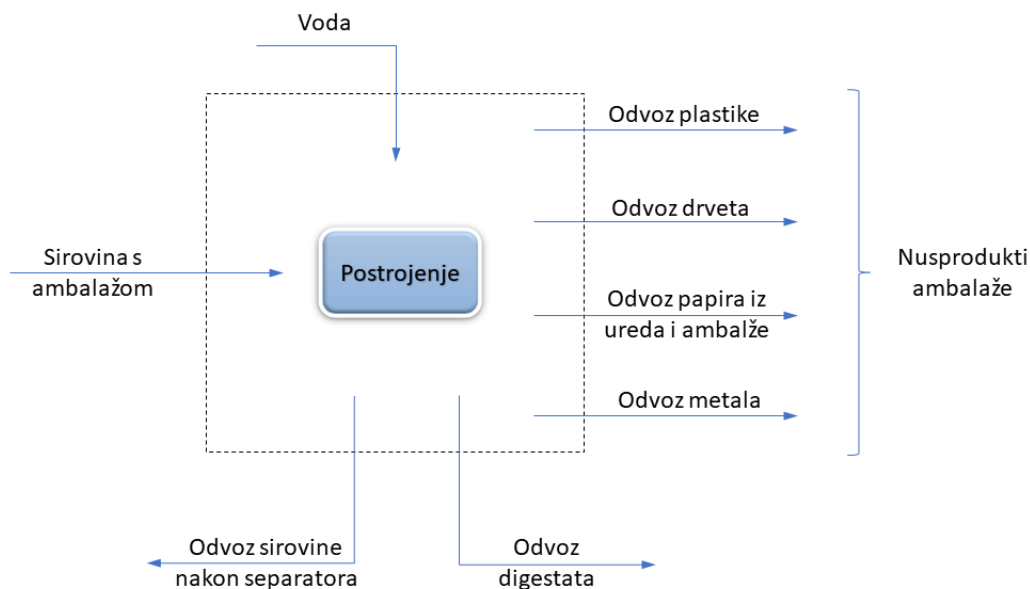 Voda
Odvoz plastike
Odvoz drveta
Sirovina s
ambalažom
Postrojenje
Nusprodukti
ambalaže
Odvoz papira iz
ureda i ambalže
Odvoz metala
Odvoz sirovine
nakon separatora
Odvoz
digestata